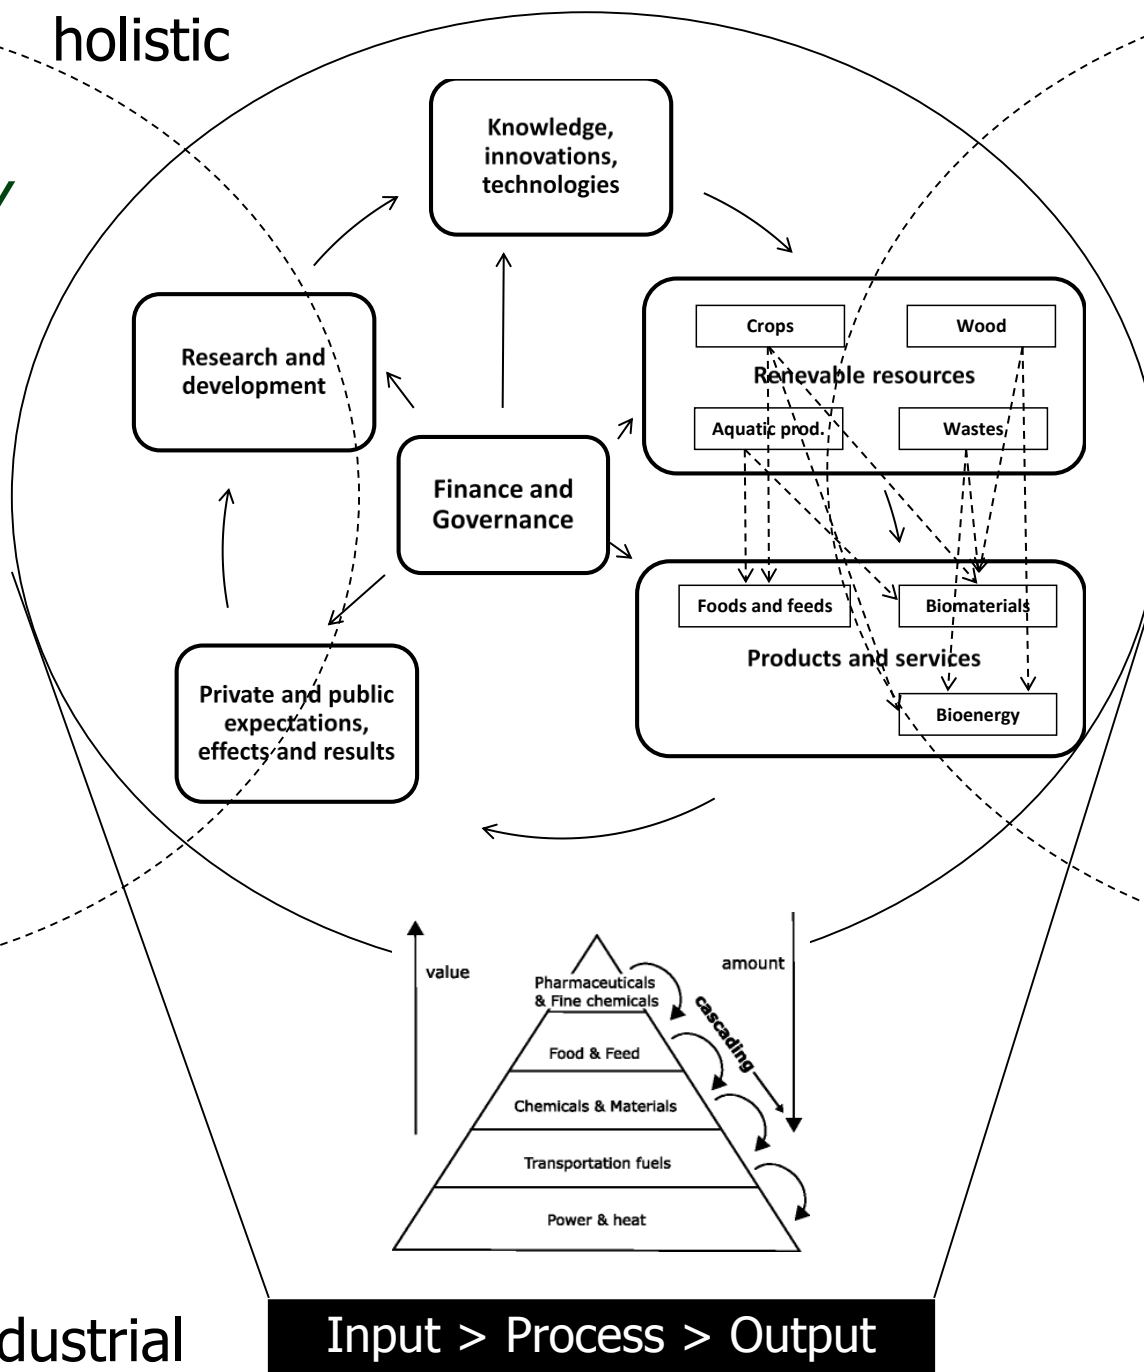 holistic
Knowledge,
innovations,
technologies
Research and
development
Crops
Wood
Renevable resources
Aquatic prod.
Wastes
Finance and
Governance
Foods and feeds
Biomaterials
Products and services
Bioenergy
Private and public
expectations,
effects and results
value
amount
Pharmaceuticals
& Fine chemicals
cascading
Food & Feed
Chemicals & Materials
Transportation fuels
Power & heat
dustrial
Input > Process > Output